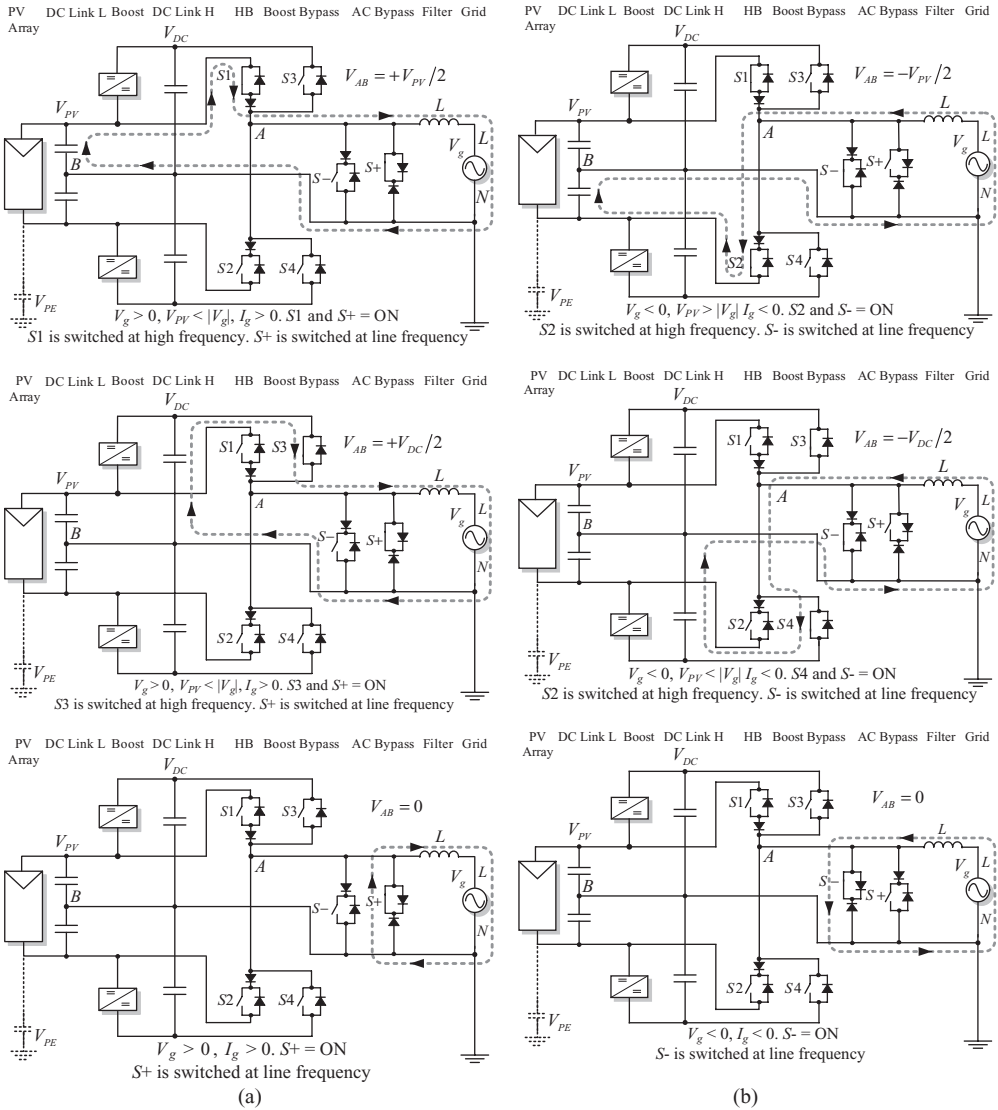 PV Array DC Link L Boost DC Link H HB Boost Bypass AC Bypass Filter Grid
V_DC
S1 S3 V_AB = +V_PV/2
L
V_PV A L
V_g
B S− S+ N
S2 S4
V_PE
V_g > 0, V_PV < |V_g|, I_g > 0. S1 and S+ = ON
S1 is switched at high frequency. S+ is switched at line frequency
PV Array DC Link L Boost DC Link H HB Boost Bypass AC Bypass Filter Grid
V_DC
S1 S3 V_AB = −V_PV/2
L
V_PV A L
V_g
B S− S+ N
S2 S4
V_PE
V_g < 0, V_PV > |V_g| I_g < 0. S2 and S- = ON
S2 is switched at high frequency. S- is switched at line frequency
PV Array DC Link L Boost DC Link H HB Boost Bypass AC Bypass Filter Grid
V_DC
S1 S3 V_AB = +V_DC/2
L
V_PV A L
V_g
B S− S+ N
S2 S4
V_PE
V_g > 0, V_PV < |V_g|, I_g > 0. S3 and S+ = ON
S3 is switched at high frequency. S+ is switched at line frequency
PV Array DC Link L Boost DC Link H HB Boost Bypass AC Bypass Filter Grid
V_DC
S1 S3 V_AB = −V_DC/2
L
V_PV A L
V_g
B S− S+ N
S2 S4
V_PE
V_g < 0, V_PV < |V_g| I_g < 0. S4 and S- = ON
S2 is switched at high frequency. S- is switched at line frequency
PV Array DC Link L Boost DC Link H HB Boost Bypass AC Bypass Filter Grid
V_DC
S1 S3 V_AB = 0
L
V_PV A L
V_g
B S− S+ N
S2 S4
V_PE
V_g > 0, I_g > 0. S+ = ON
S+ is switched at line frequency
(a)
PV Array DC Link L Boost DC Link H HB Boost Bypass AC Bypass Filter Grid
V_DC
S1 S3 V_AB = 0
L
V_PV A L
V_g
B S− S+ N
S2 S4
V_PE
V_g < 0, I_g < 0. S- = ON
S- is switched at line frequency
(b)